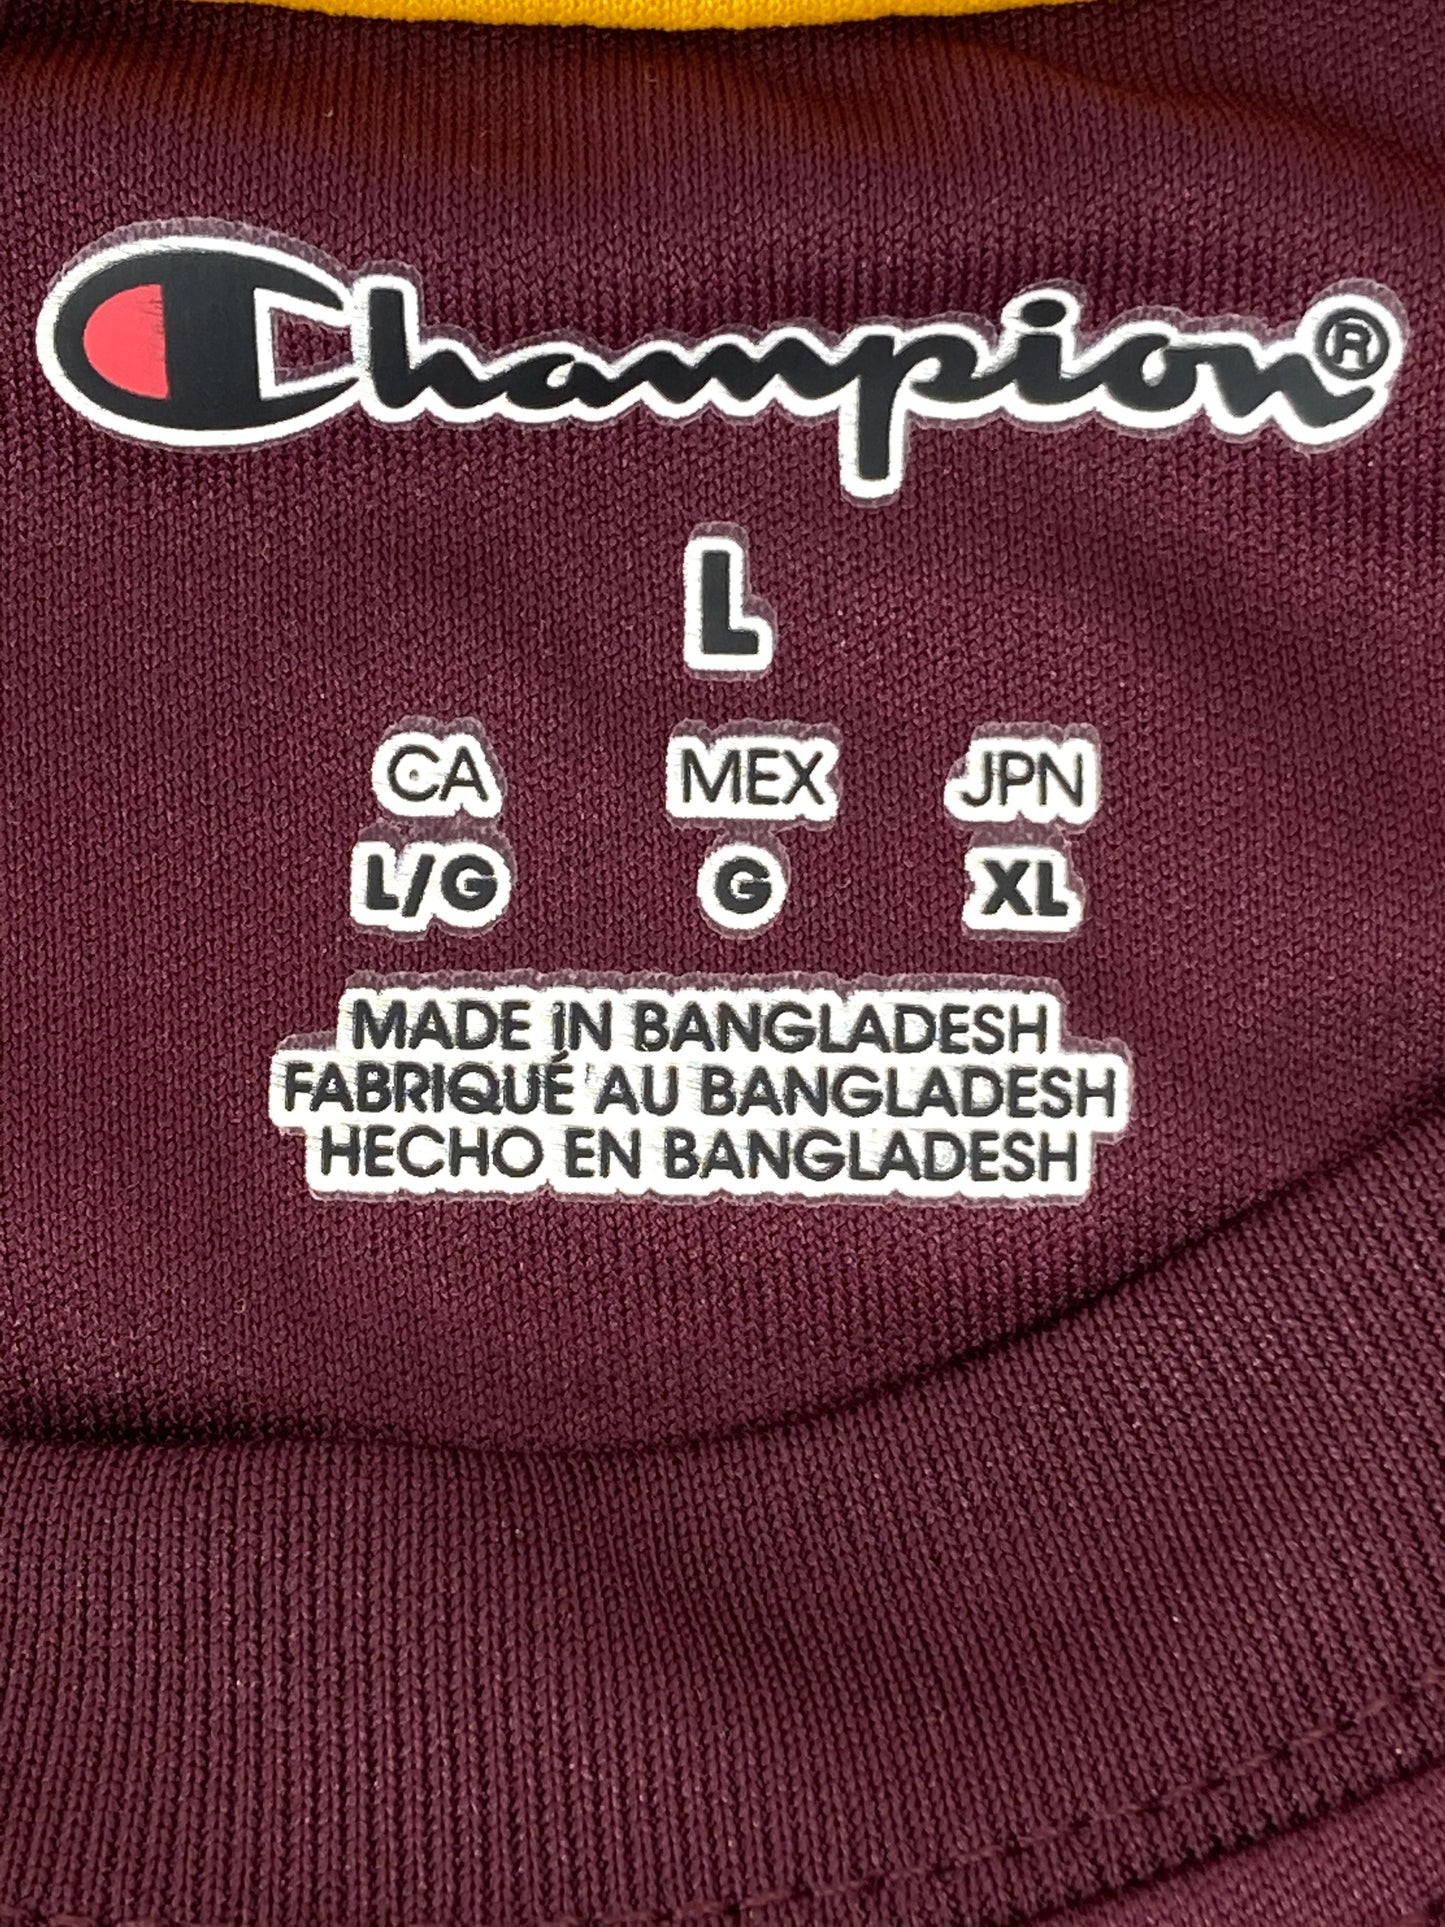 Champion®
L
CA MEX JPN
L/G G XL
MADE IN BANGLADESH
FABRIQUÉ AU BANGLADESH
HECHO EN BANGLADESH